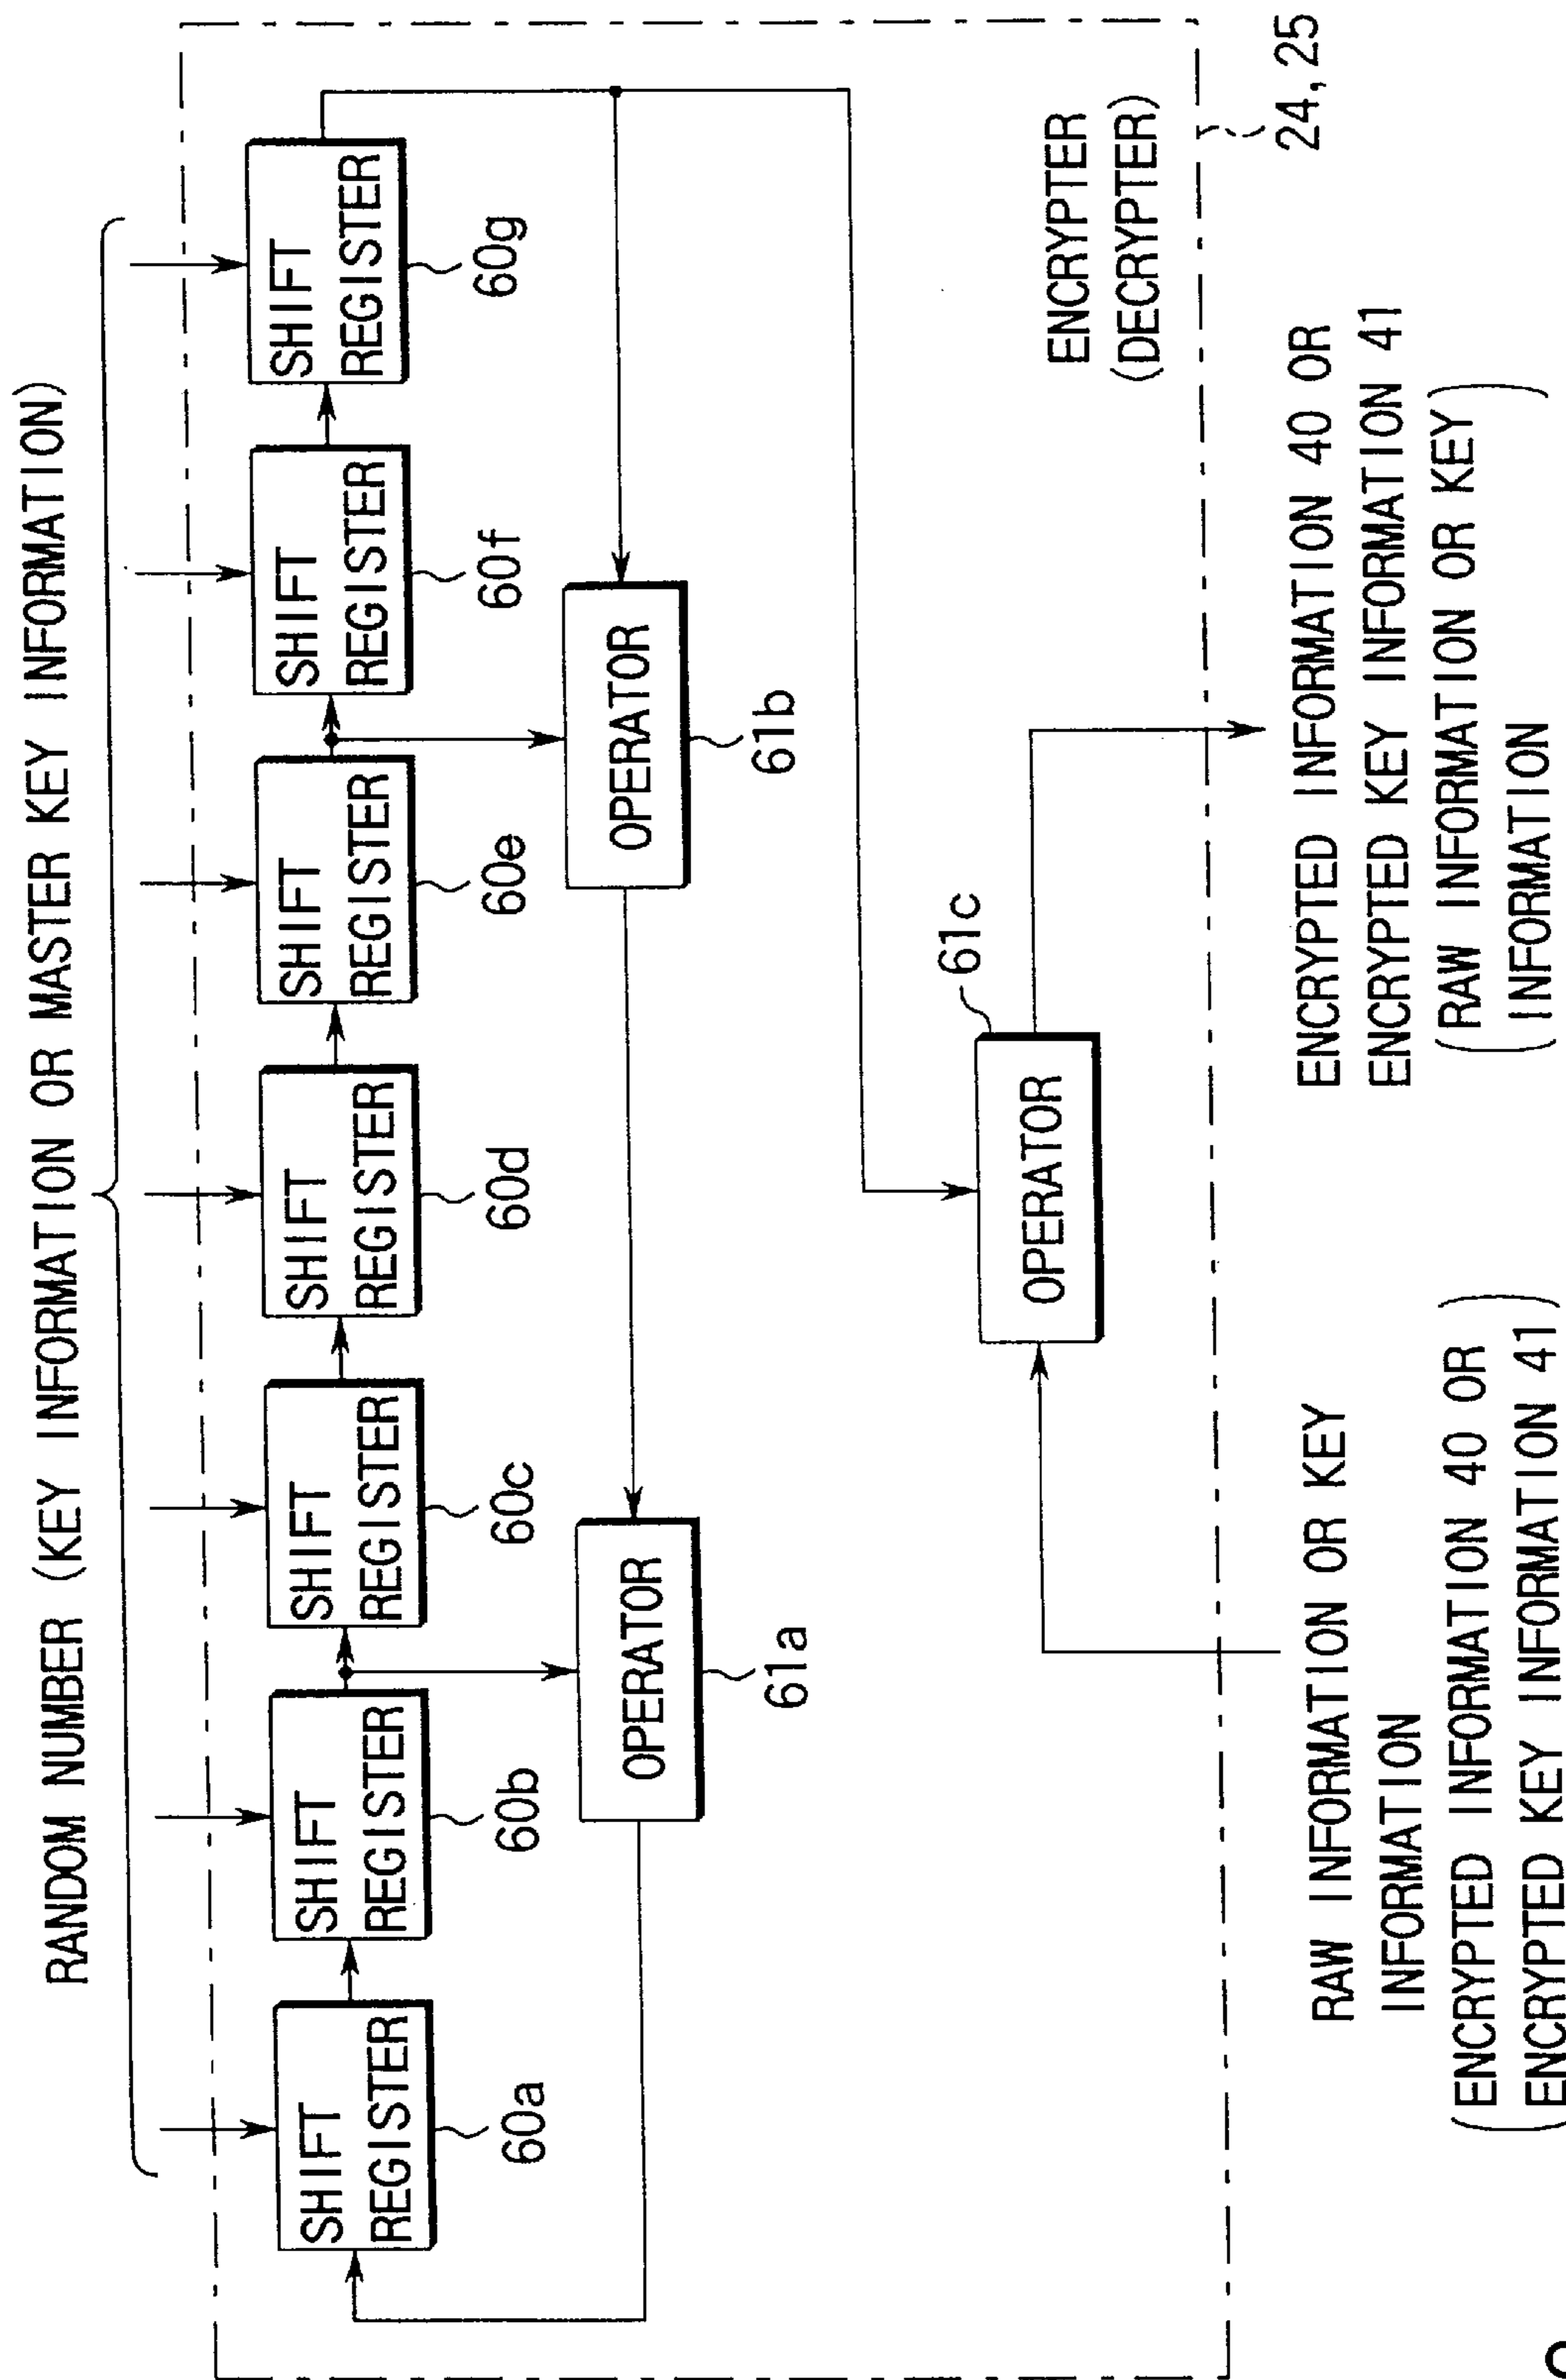 RANDOM NUMBER (KEY INFORMATION OR MASTER KEY INFORMATION)
SHIFT
REGISTER
60a
SHIFT
REGISTER
60b
SHIFT
REGISTER
60c
SHIFT
REGISTER
60d
SHIFT
REGISTER
60e
SHIFT
REGISTER
60f
SHIFT
REGISTER
60g
OPERATOR
61a
OPERATOR
61b
OPERATOR
61c
ENCRYPTER
(DECRYPTER)
24, 25
RAW INFORMATION OR KEY
INFORMATION
(ENCRYPTED INFORMATION 40 OR
ENCRYPTED KEY INFORMATION 41)
ENCRYPTED INFORMATION 40 OR
ENCRYPTED KEY INFORMATION 41
(RAW INFORMATION OR KEY
INFORMATION)